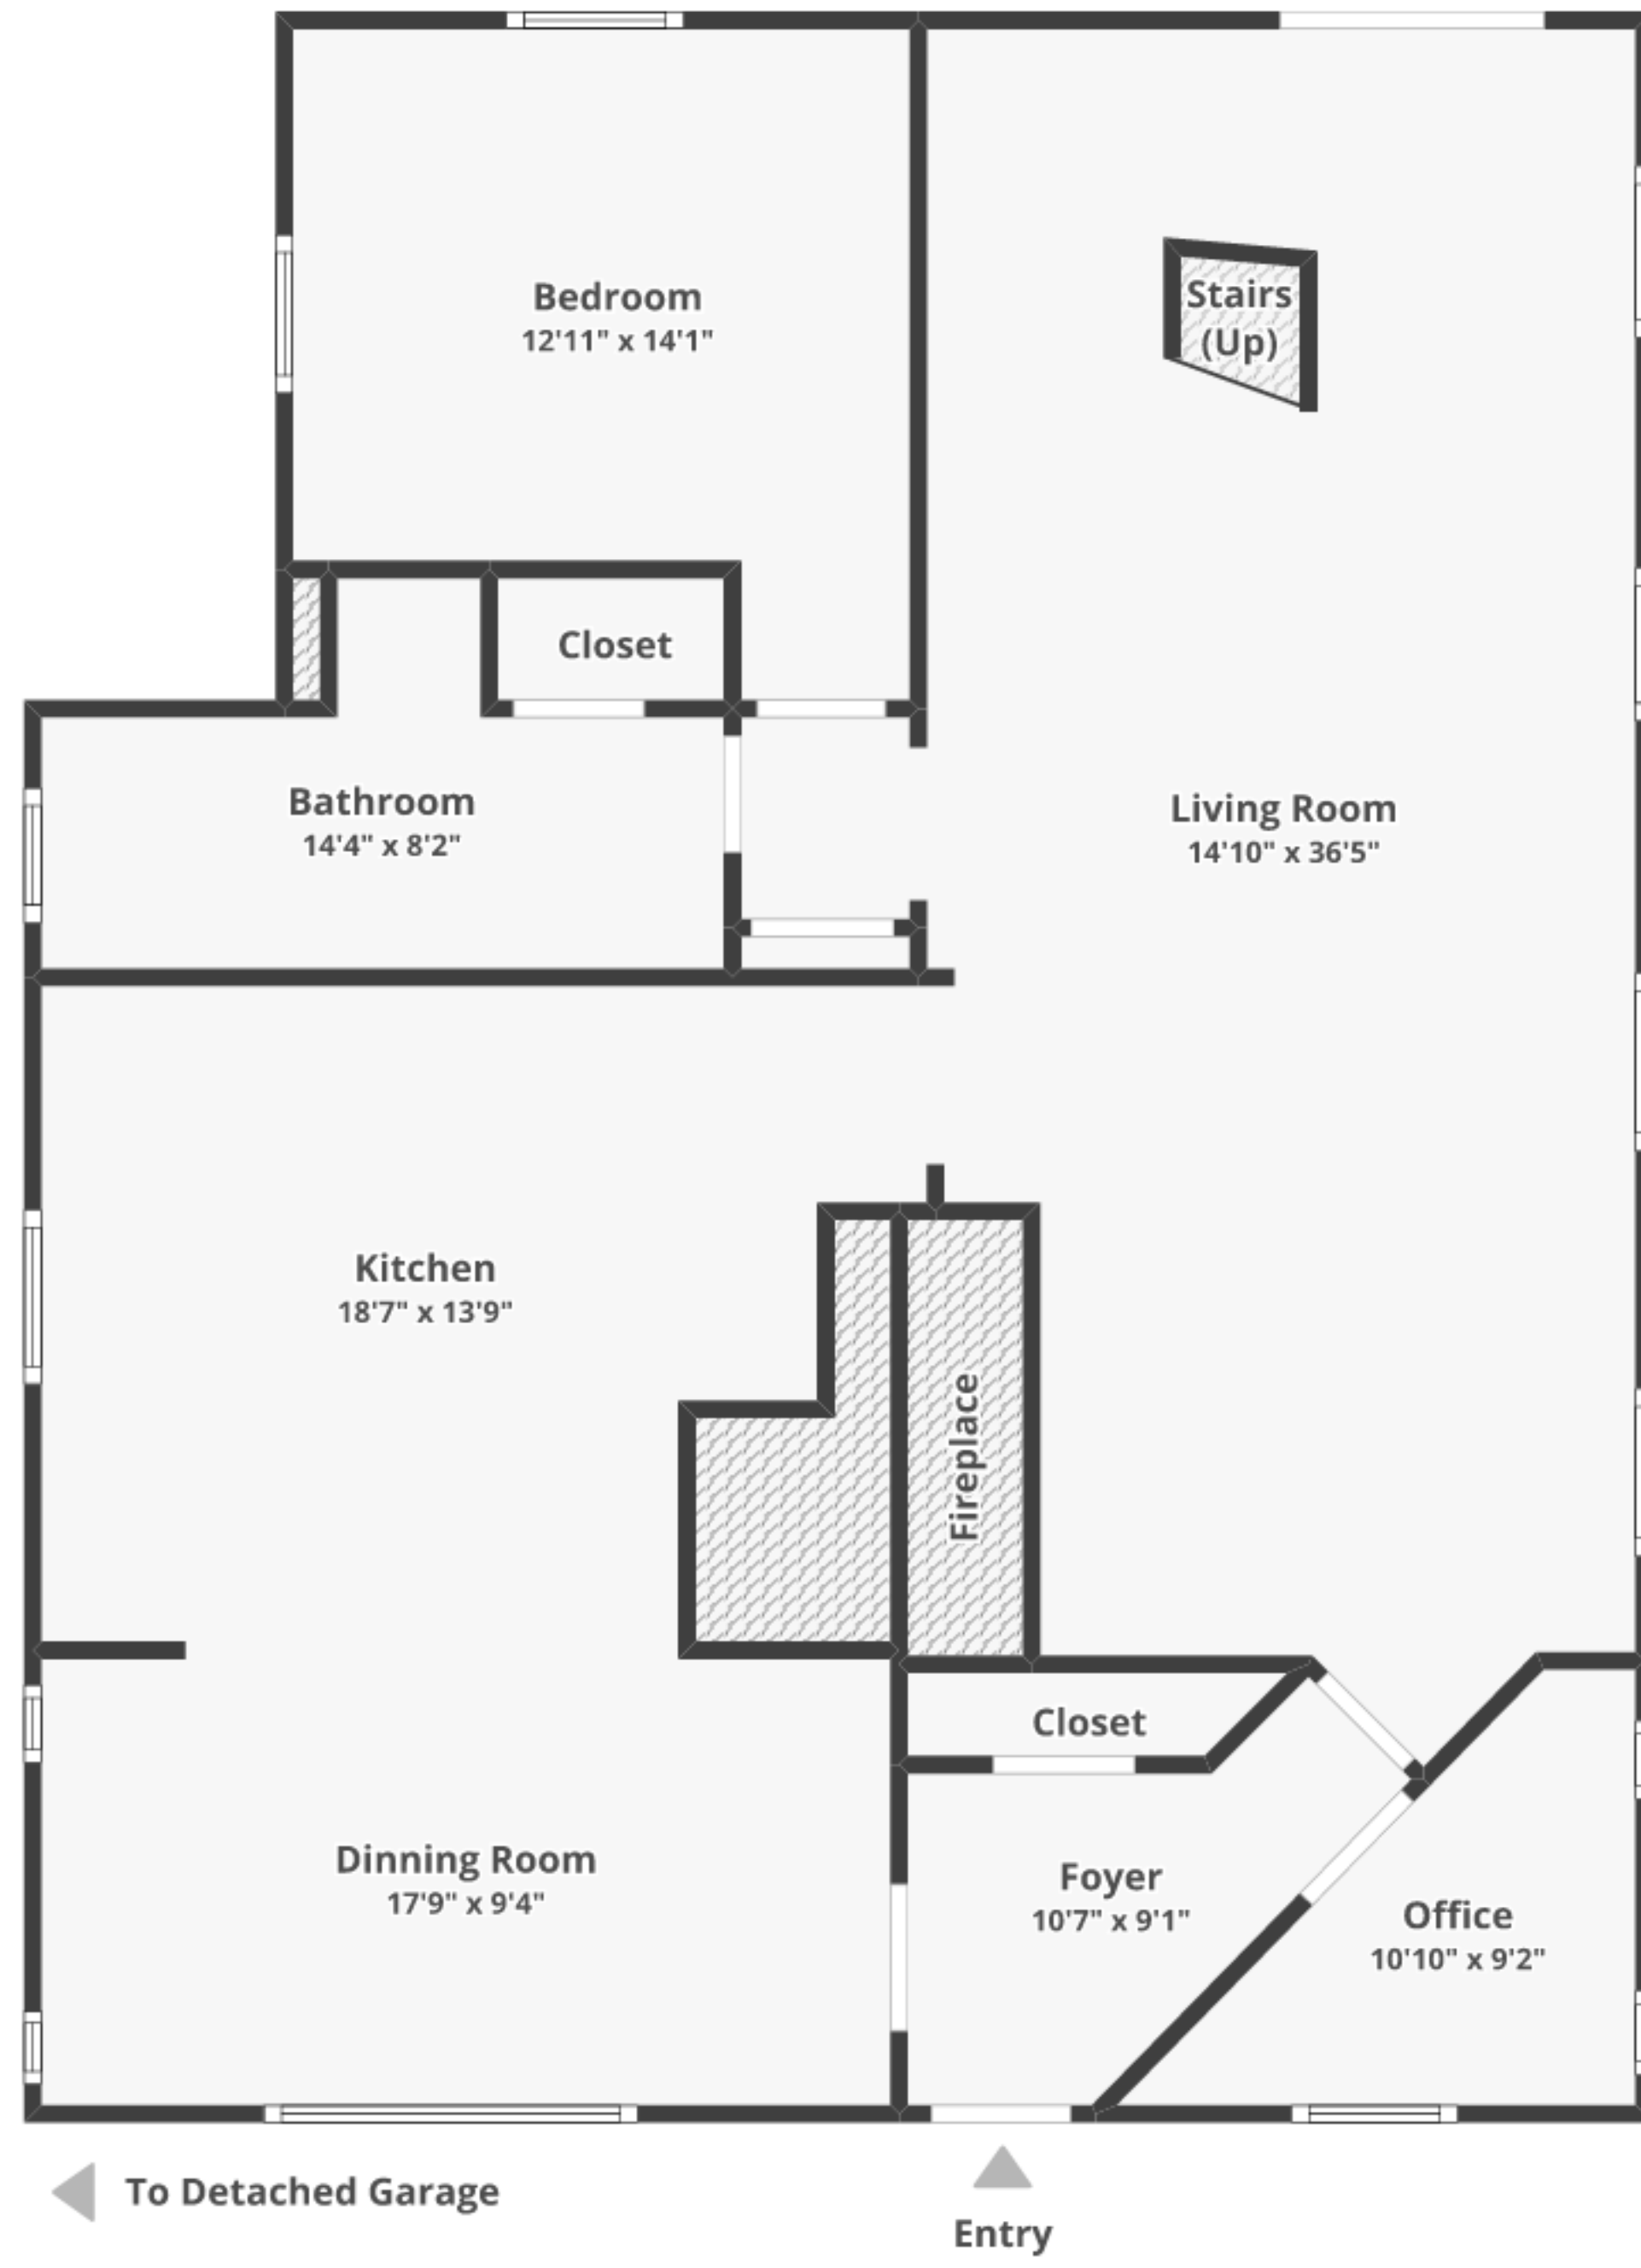 Bedroom
12'11" x 14'1"
Stairs
(Up)
Closet
Bathroom
14'4" x 8'2"
Living Room
14'10" x 36'5"
Kitchen
18'7" x 13'9"
Fireplace
Closet
Dinning Room
17'9" x 9'4"
Foyer
10'7" x 9'1"
Office
10'10" x 9'2"
To Detached Garage
Entry